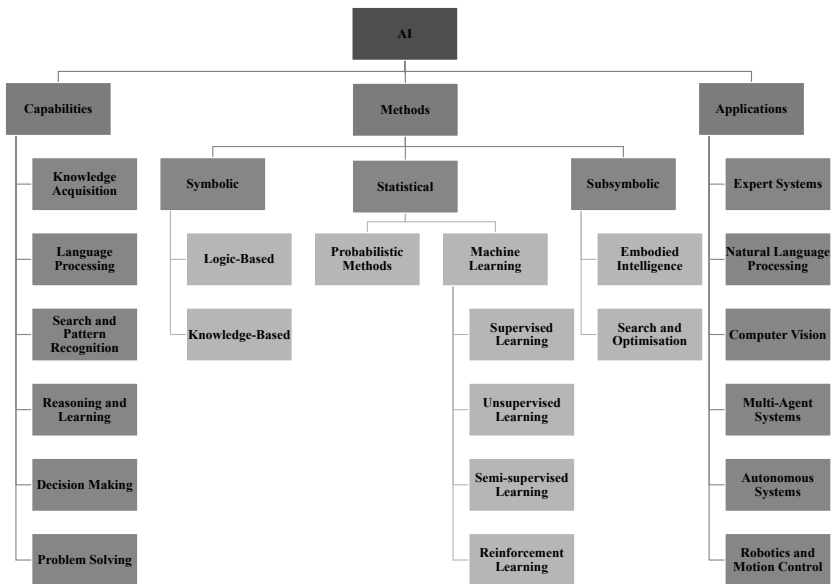 AI
Capabilities
Methods
Applications
Knowledge
Acquisition
Symbolic
Statistical
Subsymbolic
Expert Systems
Language
Processing
Logic-Based
Probabilistic
Methods
Machine
Learning
Embodied
Intelligence
Natural Language
Processing
Search and
Pattern
Recognition
Knowledge-Based
Supervised
Learning
Search and
Optimisation
Computer Vision
Reasoning and
Learning
Unsupervised
Learning
Multi-Agent
Systems
Decision Making
Semi-supervised
Learning
Autonomous
Systems
Problem Solving
Reinforcement
Learning
Robotics and
Motion Control